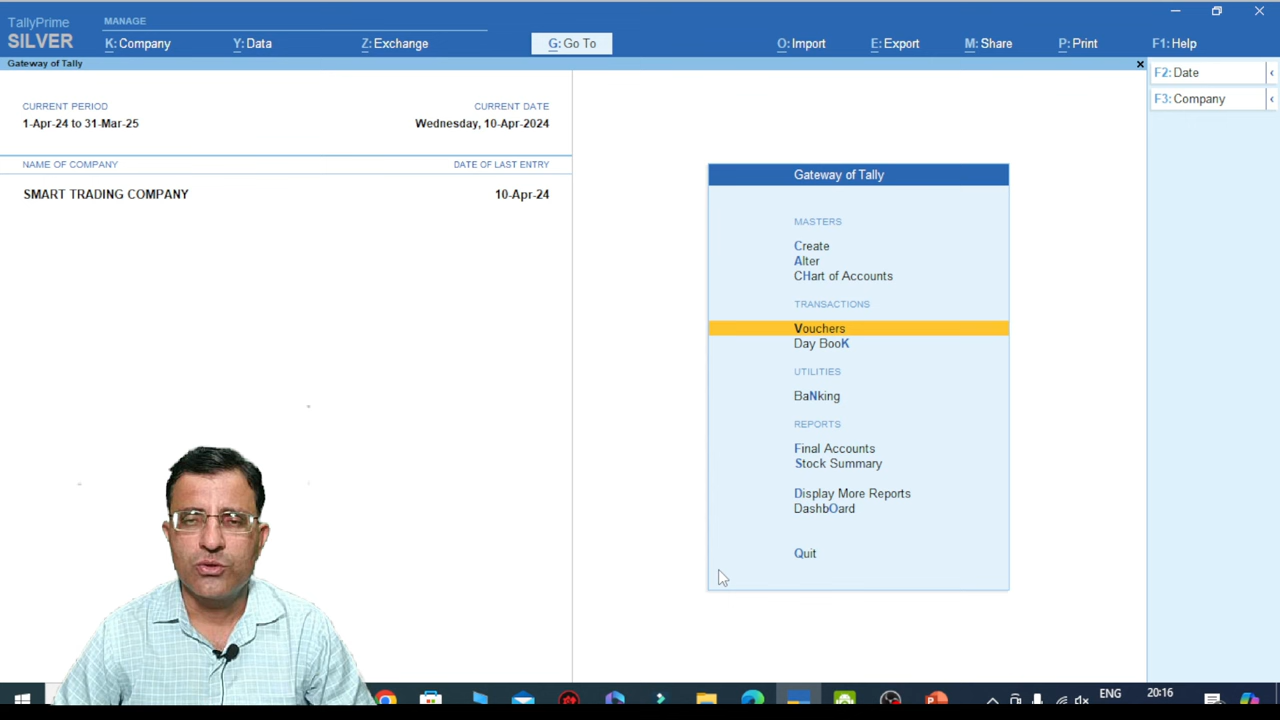 TallyPrime
SILVER
MANAGE
K: Company
Y: Data
Z: Exchange
G: Go To
O: Import
E: Export
M: Share
P: Print
F1: Help
Gateway of Tally
CURRENT PERIOD
CURRENT DATE
1-Apr-24 to 31-Mar-25
Wednesday, 10-Apr-2024
NAME OF COMPANY
DATE OF LAST ENTRY
SMART TRADING COMPANY
10-Apr-24
Gateway of Tally
MASTERS
Create
Alter
CHart of Accounts
TRANSACTIONS
Vouchers
Day BooK
UTILITIES
BaNking
REPORTS
Final Accounts
Stock Summary
Display More Reports
DashbOard
Quit
F2: Date
F3: Company
ENG
20:16